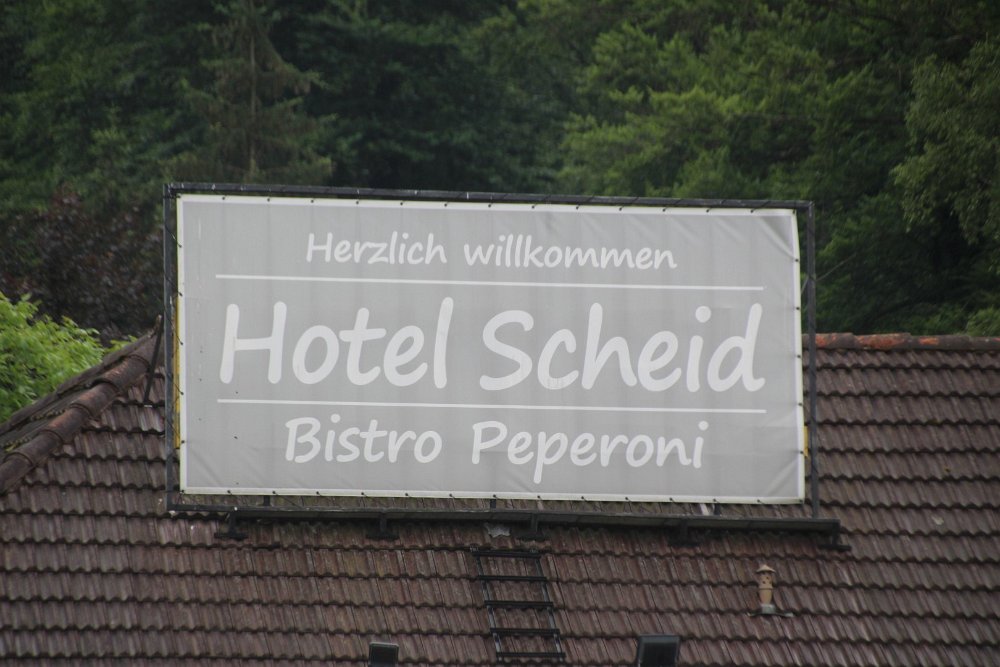 Herzlich willkommen
Hotel Scheid
Bistro Peperoni